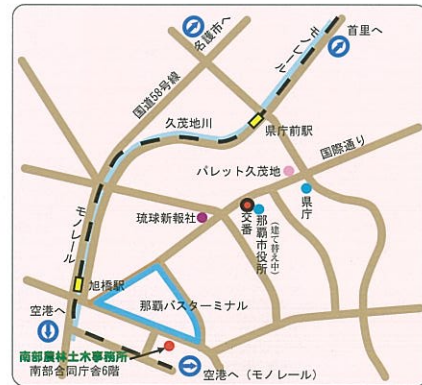 名護市へ
モノレール
首里へ
国道58号線
久茂地川
県庁前駅
国際通り
パレット久茂地
県庁
琉球新報社
交番
那覇市役所
(建て替え中)
モノレール
旭橋駅
那覇バスターミナル
空港へ
南部農林土木事務所
南部合同庁舎6階
空港へ(モノレール)